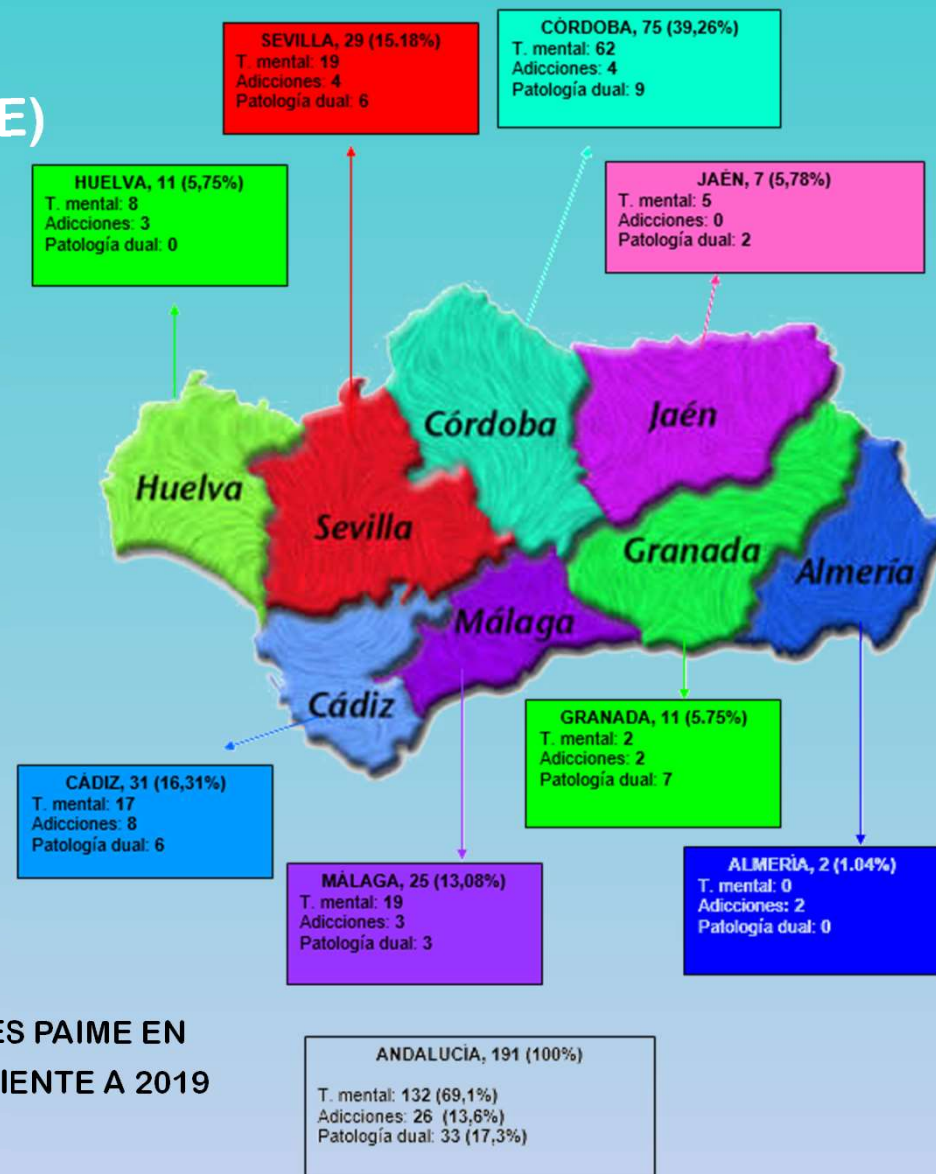 E)
SEVILLA, 29 (15.18%)
T. mental: 19
Adicciones: 4
Patología dual: 6
CÓRDOBA, 75 (39,26%)
T. mental: 62
Adicciones: 4
Patología dual: 9
HUELVA, 11 (5,75%)
T. mental: 8
Adicciones: 3
Patología dual: 0
JAÉN, 7 (5,78%)
T. mental: 5
Adicciones: 0
Patología dual: 2
Córdoba
Jaén
Huelva
Sevilla
Granada
Almería
Málaga
Cádiz
GRANADA, 11 (5.75%)
T. mental: 2
Adicciones: 2
Patología dual: 7
CÁDIZ, 31 (16,31%)
T. mental: 17
Adicciones: 8
Patología dual: 6
MÁLAGA, 25 (13,08%)
T. mental: 19
Adicciones: 3
Patología dual: 3
ALMERÍA, 2 (1.04%)
T. mental: 0
Adicciones: 2
Patología dual: 0
ES PAIME EN
IENTE A 2019
ANDALUCÍA, 191 (100%)
T. mental: 132 (69,1%)
Adicciones: 26 (13,6%)
Patología dual: 33 (17,3%)